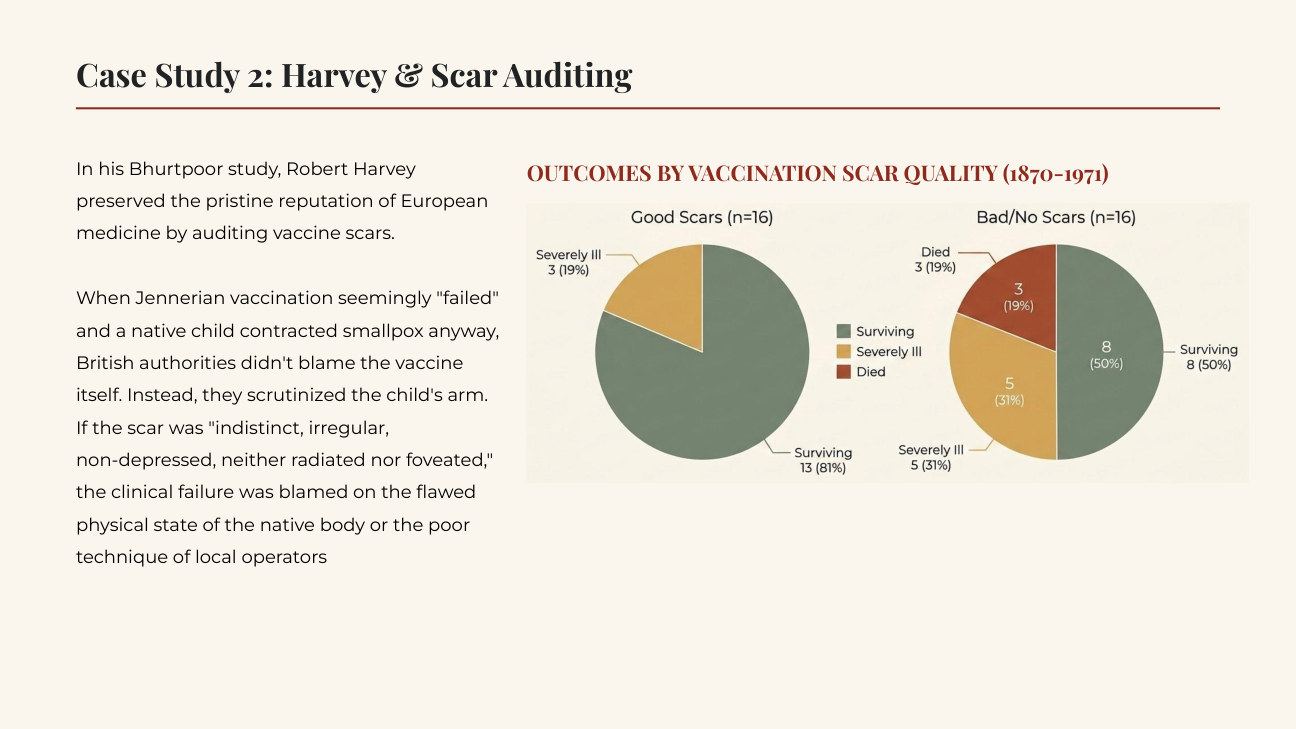 Case Study 2: Harvey & Scar Auditing
In his Bhurtpoor study, Robert Harvey
preserved the pristine reputation of European
medicine by auditing vaccine scars.
When Jennerian vaccination seemingly "failed"
and a native child contracted smallpox anyway,
British authorities didn't blame the vaccine
itself. Instead, they scrutinized the child's arm.
If the scar was "indistinct, irregular,
non-depressed, neither radiated nor foveated,"
the clinical failure was blamed on the flawed
physical state of the native body or the poor
technique of local operators
OUTCOMES BY VACCINATION SCAR QUALITY (1870-1971)
Good Scars (n=16)
Severely Ill
3 (19%)
Surviving
13 (81%)
Surviving
Severely Ill
Died
Bad/No Scars (n=16)
Died
3 (19%)
3
(19%)
8
(50%)
Surviving
8 (50%)
5
(31%)
Severely Ill
5 (31%)